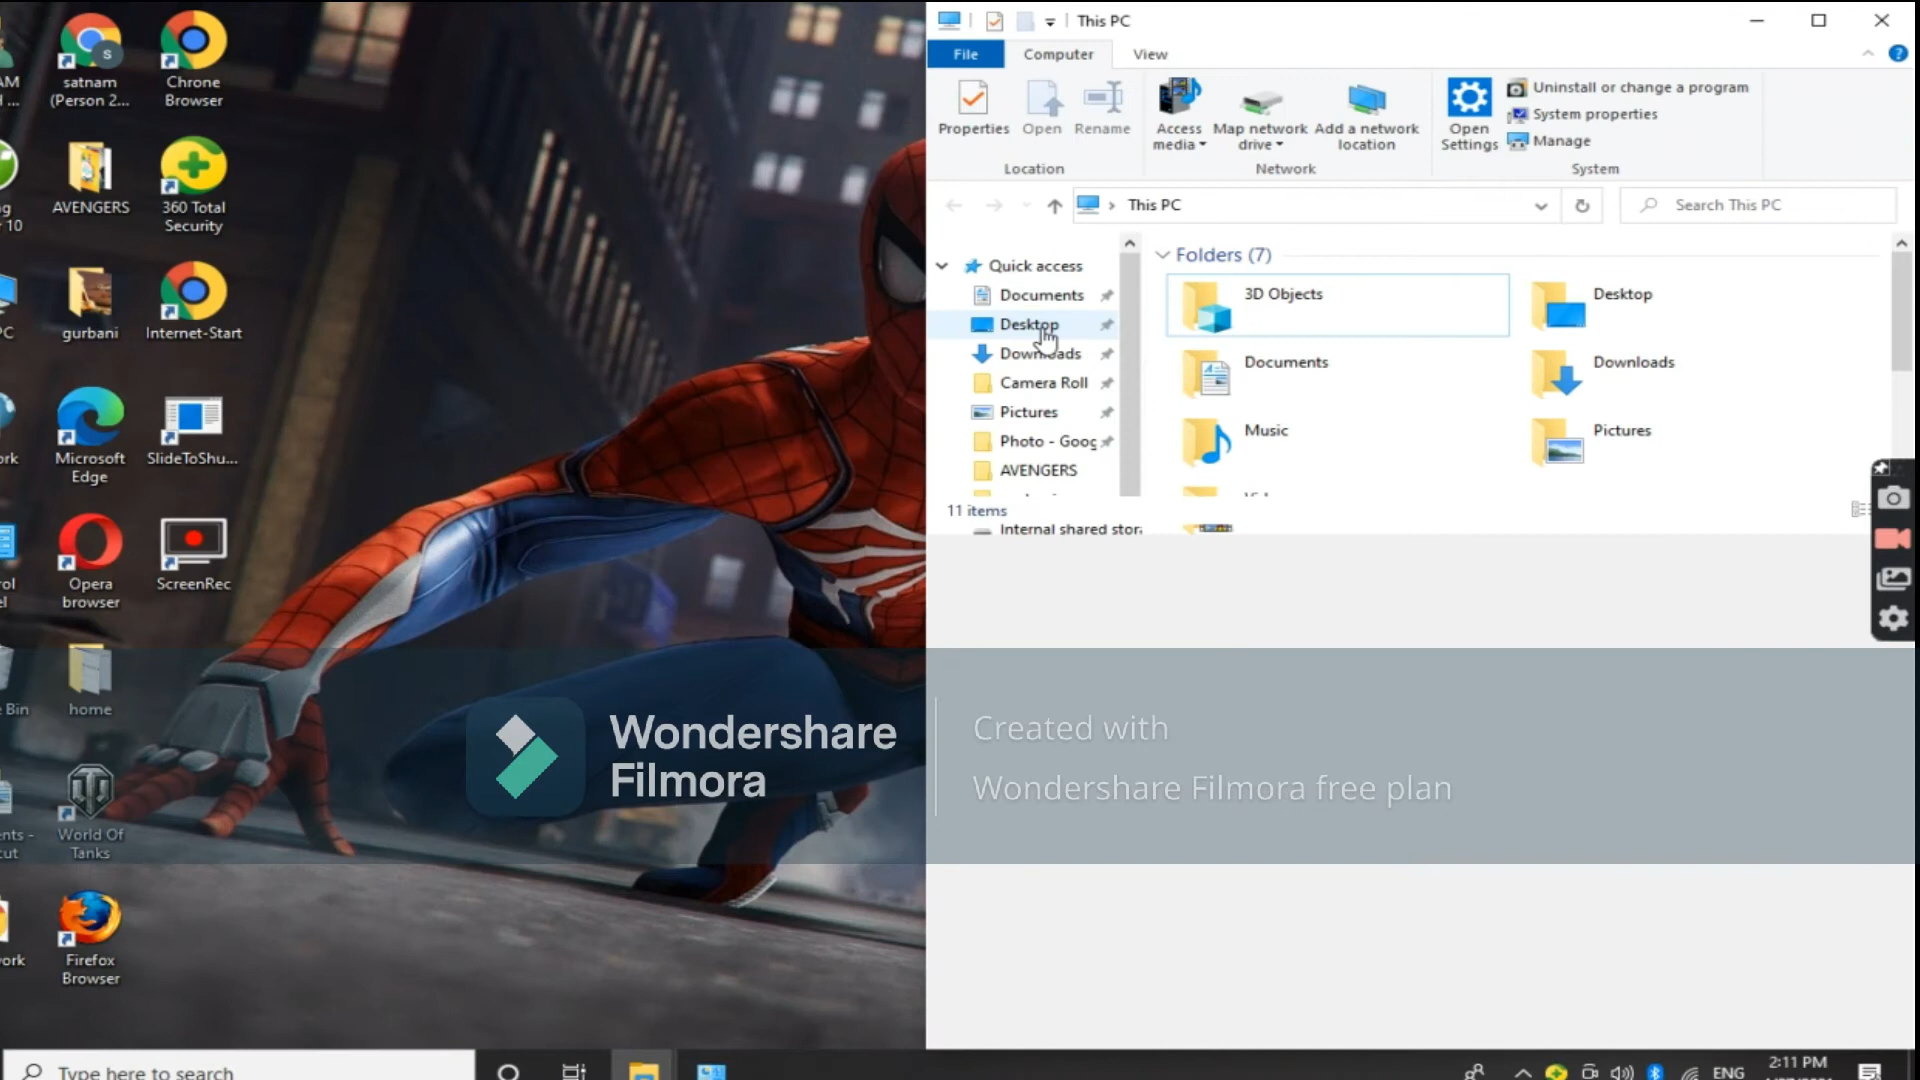 satnam
(Person 2...
Chrome
Browser
AVENGERS
360 Total
Security
10
gurbani
Internet-Start
PC
Microsoft
Edge
SlideToShu...
Opera
browser
ScreenRec
home
Bin
World Of
Tanks
Firefox
Browser
This PC
File
Computer
View
Properties
Open
Rename
Access
media
Map network
drive
Add a network
location
Open
Settings
Uninstall or change a program
System properties
Manage
Location
Network
System
This PC
Search This PC
Quick access
Documents
Desktop
Downloads
Camera Roll
Pictures
Photo - Goog
AVENGERS
Folders (7)
3D Objects
Desktop
Documents
Downloads
Music
Pictures
11 items
Internal shared stor
Wondershare
Filmora
Created with
Wondershare Filmora free plan
Type here to search
ENG
2:11 PM